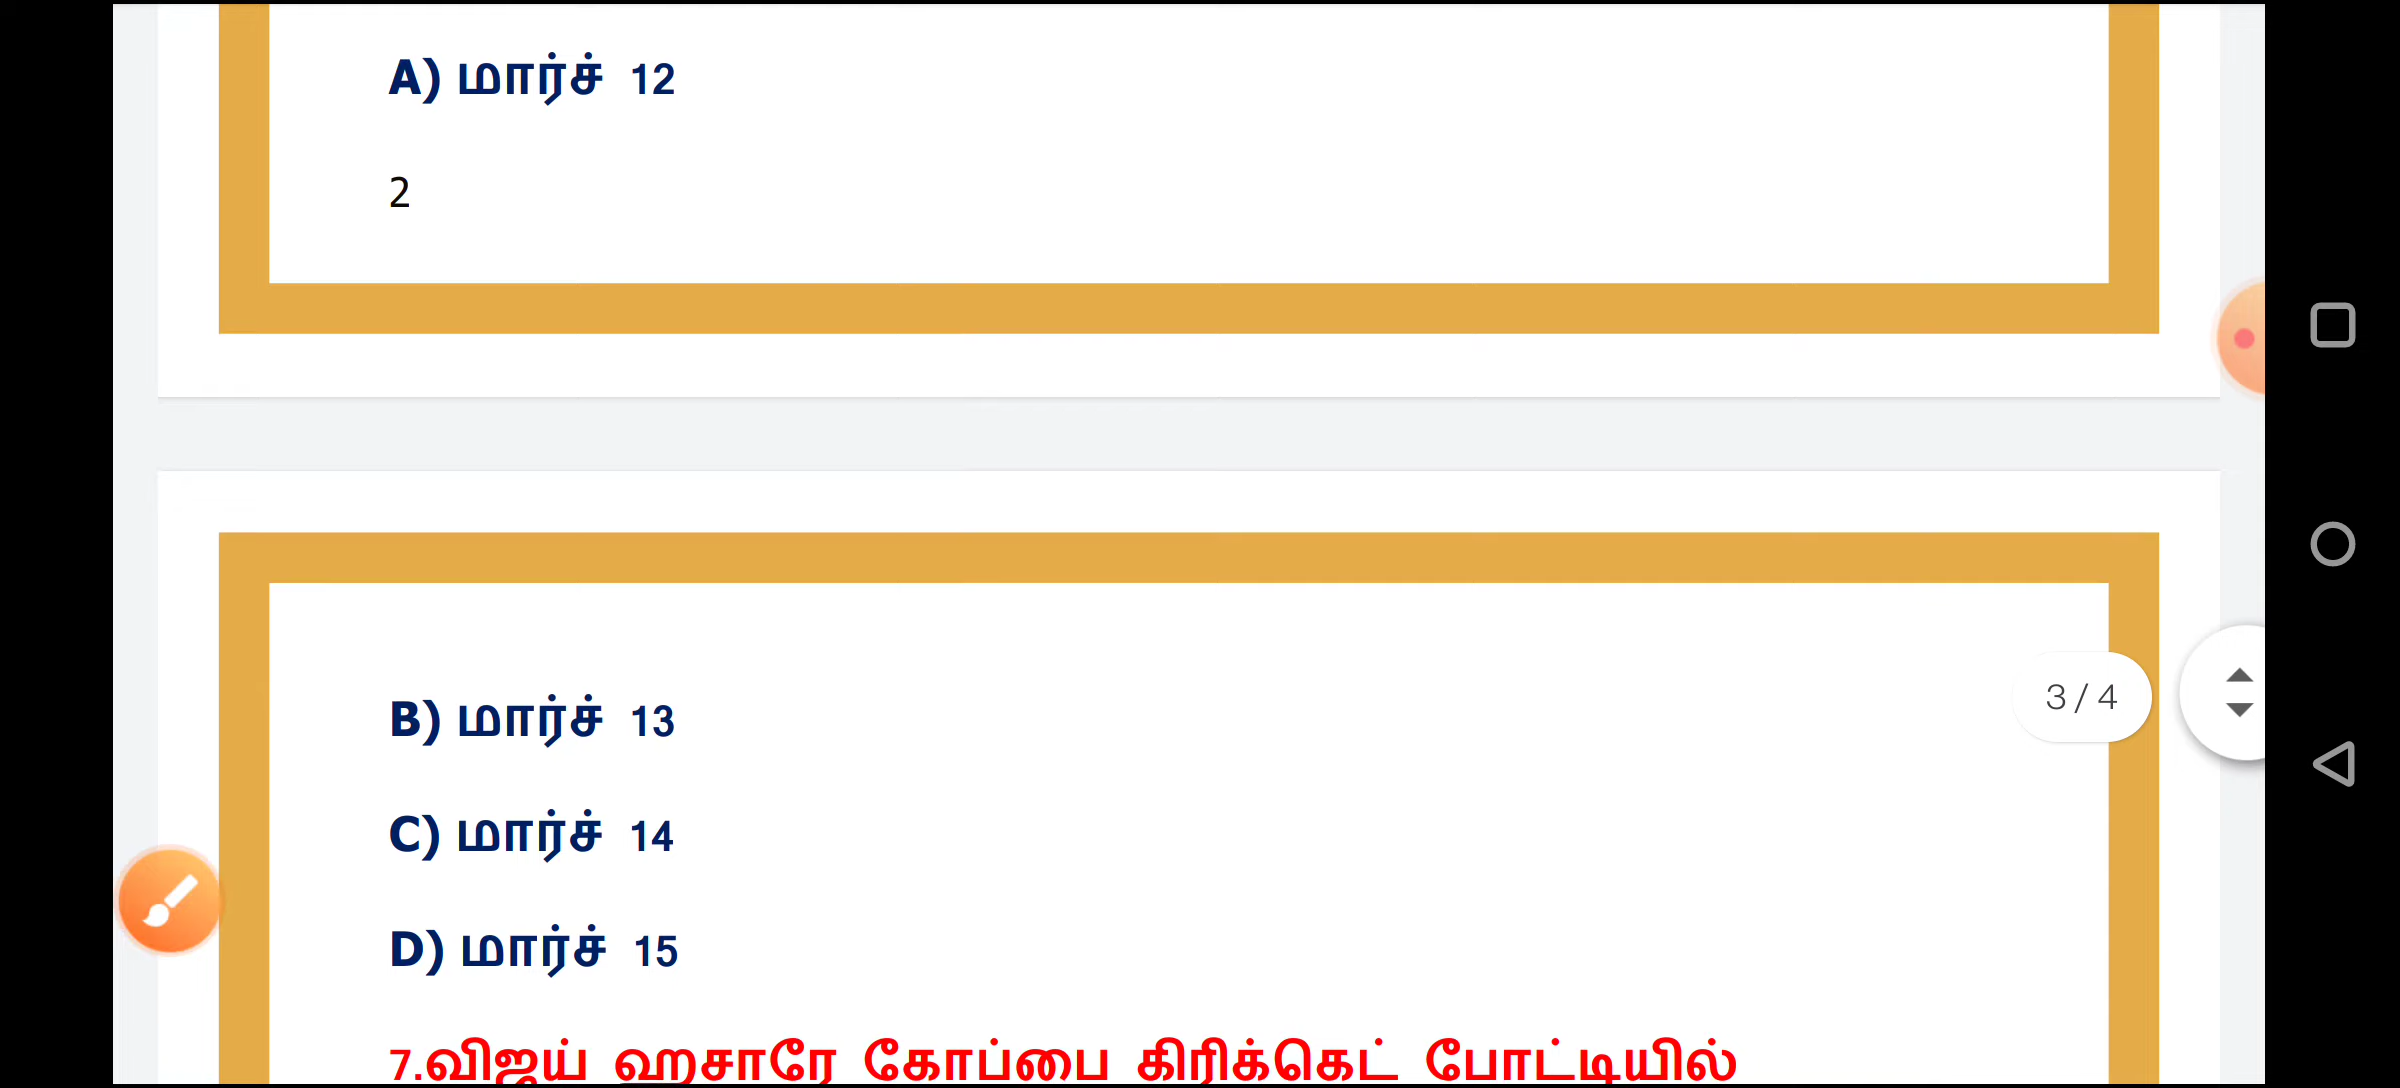 A) மார்ச் 12
2
B) மார்ச் 13
3 / 4
C) மார்ச் 14
D) மார்ச் 15
7.விஜய் ஹசாரே கோப்பை கிரிக்கெட் போட்டியில்